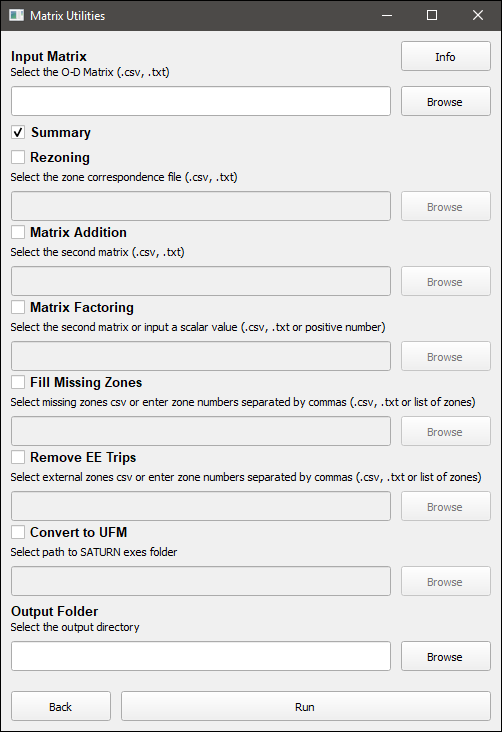 Matrix Utilities
Input Matrix
Info
Select the O-D Matrix (.csv, .txt)
Browse
Summary
Rezoning
Select the zone correspondence file (.csv, .txt)
Browse
Matrix Addition
Select the second matrix (.csv, .txt)
Browse
Matrix Factoring
Select the second matrix or input a scalar value (.csv, .txt or positive number)
Browse
Fill Missing Zones
Select missing zones csv or enter zone numbers separated by commas (.csv, .txt or list of zones)
Browse
Remove EE Trips
Select external zones csv or enter zone numbers separated by commas (.csv, .txt or list of zones)
Browse
Convert to UFM
Select path to SATURN exes folder
Browse
Output Folder
Select the output directory
Browse
Back Run